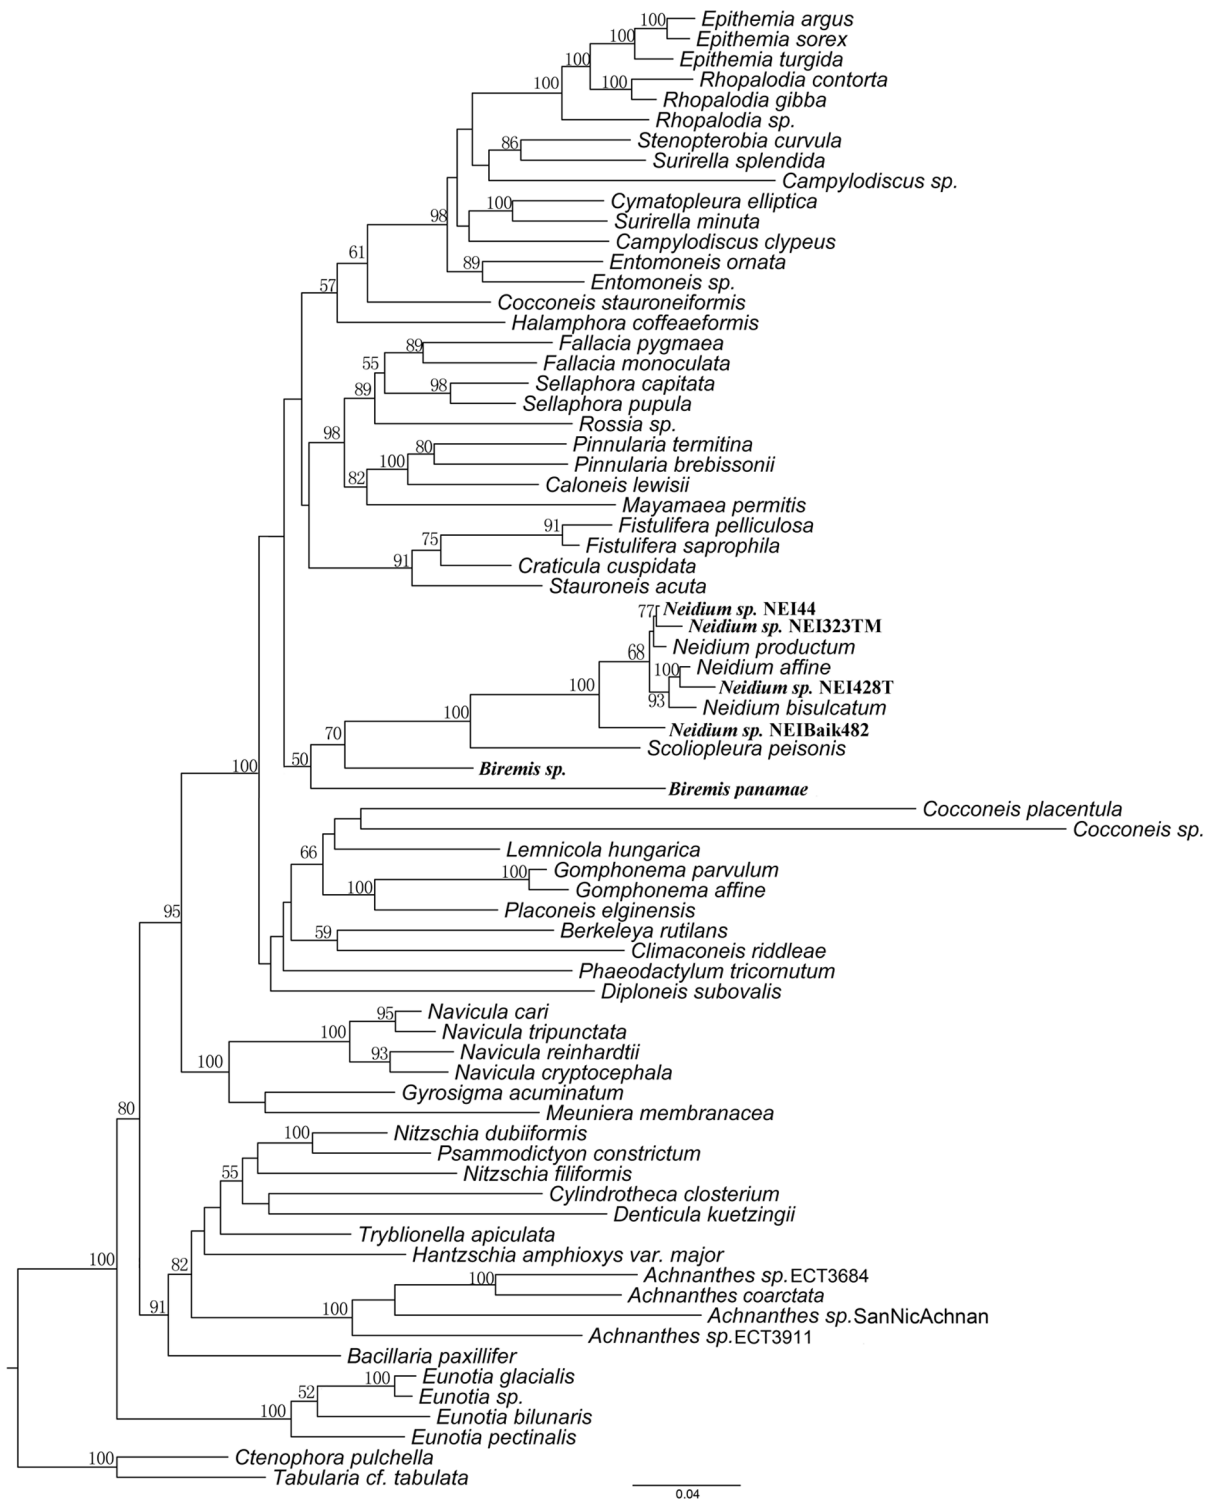 100 Epithemia argus
Epithemia sorex
100
Epithemia turgida
100
Rhopalodia contorta
100 100
Rhopalodia gibba
Rhopalodia sp.
86 Stenopterobia curvula
Surirella splendida
Campylodiscus sp.
100 Cymatopleura elliptica
98 Surirella minuta
Campylodiscus clypeus
61 89 Entomoneis ornata
Entomoneis sp.
57 Cocconeis stauroneiformis
Halamphora coffeaeformis
89 Fallacia pygmaea
55 Fallacia monoculata
89 98 Sellaphora capitata
Sellaphora pupula
98 Rossia sp.
80 Pinnularia termitina
100 Pinnularia brebissonii
82 Caloneis lewisii
Mayamaea permitis
91 Fistulifera pelliculosa
75 Fistulifera saprophila
91 Craticula cuspidata
Stauroneis acuta
77 Neidium sp. NEI44
Neidium sp. NEI323TM
68 Neidium productum
100 Neidium affine
100 Neidium sp. NEI428T
93 Neidium bisulcatum
100 Neidium sp. NEIBaik482
70 Scoliopleura peisonis
100 50 Biremis sp.
Biremis panamae
Cocconeis placentula
Cocconeis sp.
66 Lemnicola hungarica
100 Gomphonema parvulum
100 Gomphonema affine
95 Placoneis elginensis
59 Berkeleya rutilans
Climaconeis riddleae
Phaeodactylum tricornutum
Diploneis subovalis
95 Navicula cari
100 Navicula tripunctata
93 Navicula reinhardtii
100 Navicula cryptocephala
Gyrosigma acuminatum
80 Meuniera membranacea
100 Nitzschia dubiiformis
Psammodictyon constrictum
55 Nitzschia filiformis
Cylindrotheca closterium
Denticula kuetzingii
Tryblionella apiculata
100 82 Hantzschia amphioxys var. major
100 Achnanthes sp.ECT3684
Achnanthes coarctata
91 100 Achnanthes sp.SanNicAchnan
Achnanthes sp.ECT3911
Bacillaria paxillifer
100 Eunotia glacialis
52 Eunotia sp.
100 Eunotia bilunaris
Eunotia pectinalis
100 Ctenophora pulchella
Tabularia cf. tabulata
0.04